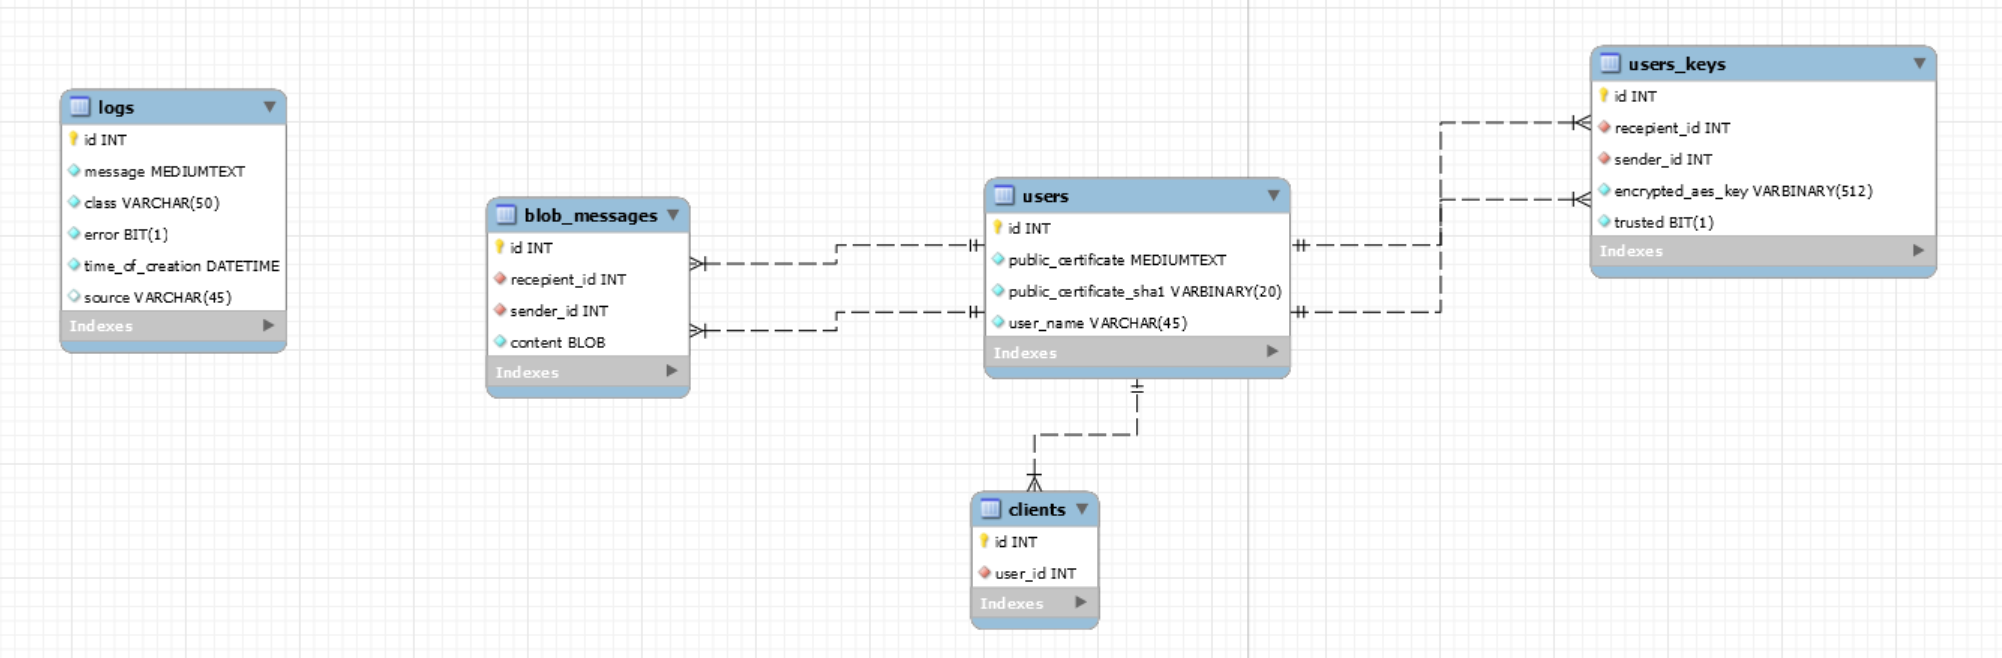 logs
id INT
message MEDIUMTEXT
class VARCHAR(50)
error BIT(1)
time_of_creation DATETIME
source VARCHAR(45)
Indexes
blob_messages
id INT
recepient_id INT
sender_id INT
content BLOB
Indexes
users
id INT
public_certificate MEDIUMTEXT
public_certificate_sha1 VARBINARY(20)
user_name VARCHAR(45)
Indexes
clients
id INT
user_id INT
Indexes
users_keys
id INT
recepient_id INT
sender_id INT
encrypted_aes_key VARBINARY(512)
trusted BIT(1)
Indexes